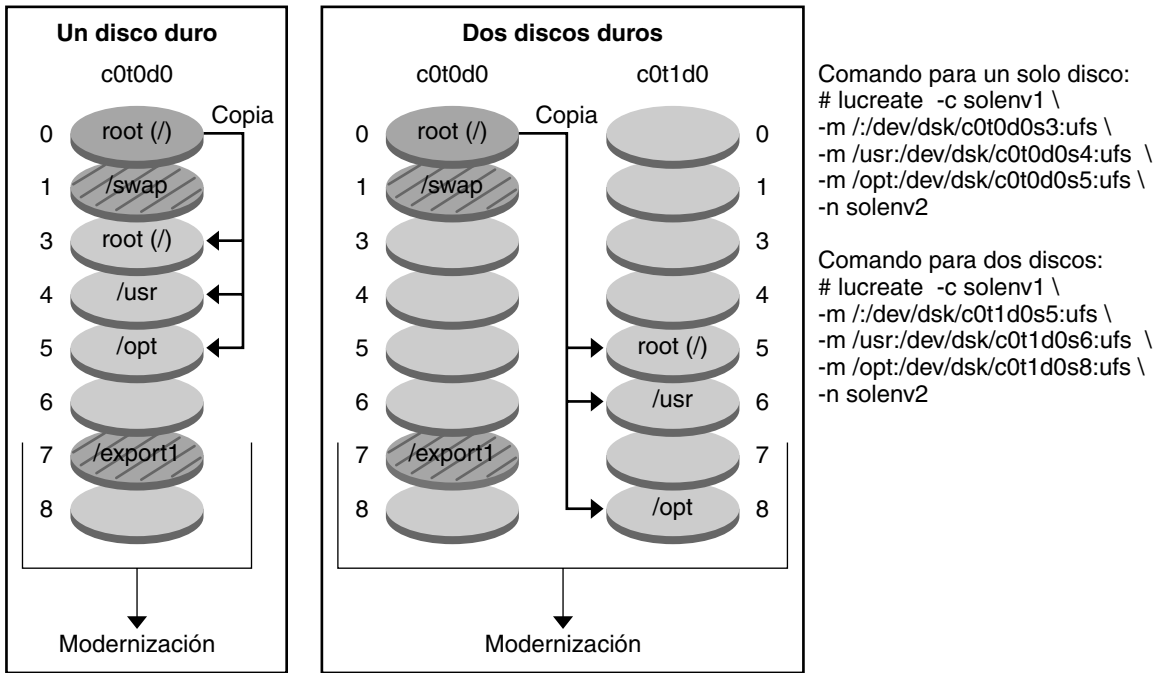 Un disco duro
c0t0d0
Copia
0 root (/)
1 /swap
3 root (/)
4 /usr
5 /opt
6
7 /export1
8
Modernización
Dos discos duros
c0t0d0 c0t1d0
Copia
0 root (/) 0
1 /swap 1
3 3
4 4
5 root (/) 5
6 /usr 6
7 /export1 7
8 /opt 8
Modernización
Comando para un solo disco:
# lucreate -c solenv1 \
-m /:/dev/dsk/c0t0d0s3:ufs \
-m /usr:/dev/dsk/c0t0d0s4:ufs \
-m /opt:/dev/dsk/c0t0d0s5:ufs \
-n solenv2
Comando para dos discos:
# lucreate -c solenv1 \
-m /:/dev/dsk/c0t1d0s5:ufs \
-m /usr:/dev/dsk/c0t1d0s6:ufs \
-m /opt:/dev/dsk/c0t1d0s8:ufs \
-n solenv2